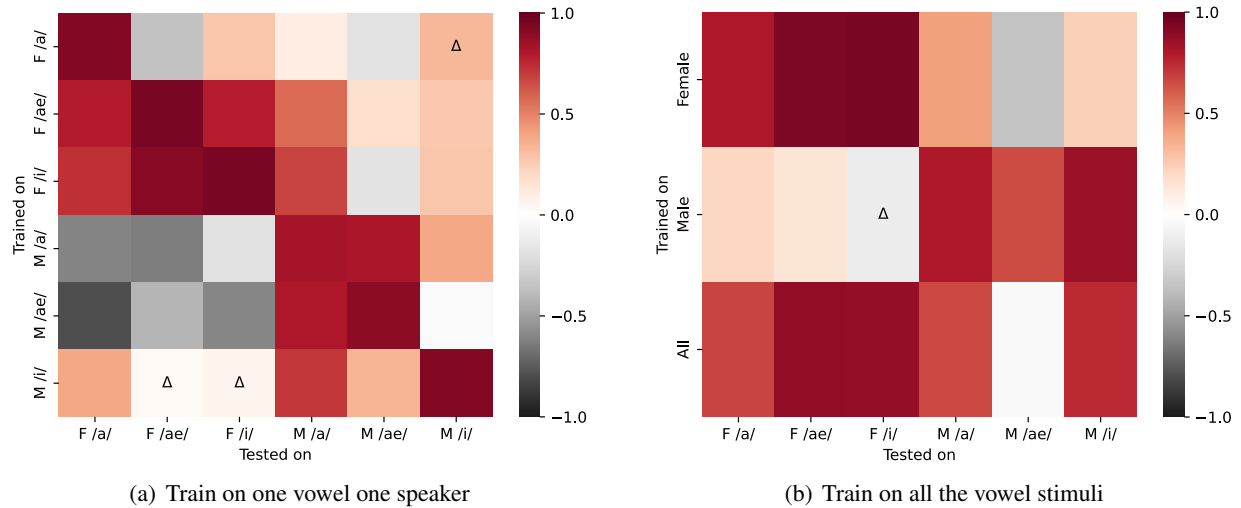 Trained on
F /a/
F /ae/
F /i/
M /a/
M /ae/
M /i/
Δ
Δ
Δ
F /a/ F /ae/ F /i/ M /a/ M /ae/ M /i/
Tested on
1.0
0.5
0.0
−0.5
−1.0
(a) Train on one vowel one speaker
Trained on
Female
Male
All
Δ
F /a/ F /ae/ F /i/ M /a/ M /ae/ M /i/
Tested on
1.0
0.5
0.0
−0.5
−1.0
(b) Train on all the vowel stimuli